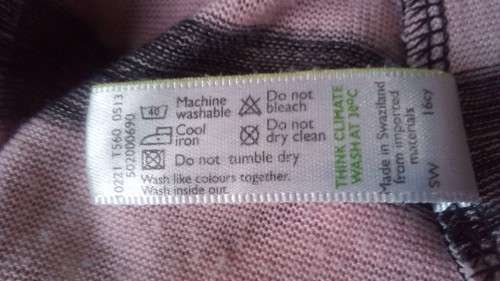 0221 T560 0513
502000690
40
Machine
washable
Do not
bleach
Cool
iron
Do not
dry clean
Do not tumble dry
Wash like colours together.
Wash inside out.
THINK CLIMATE
WASH AT 30°C
Made in Swaziland
from imported
materials
SW
16cy